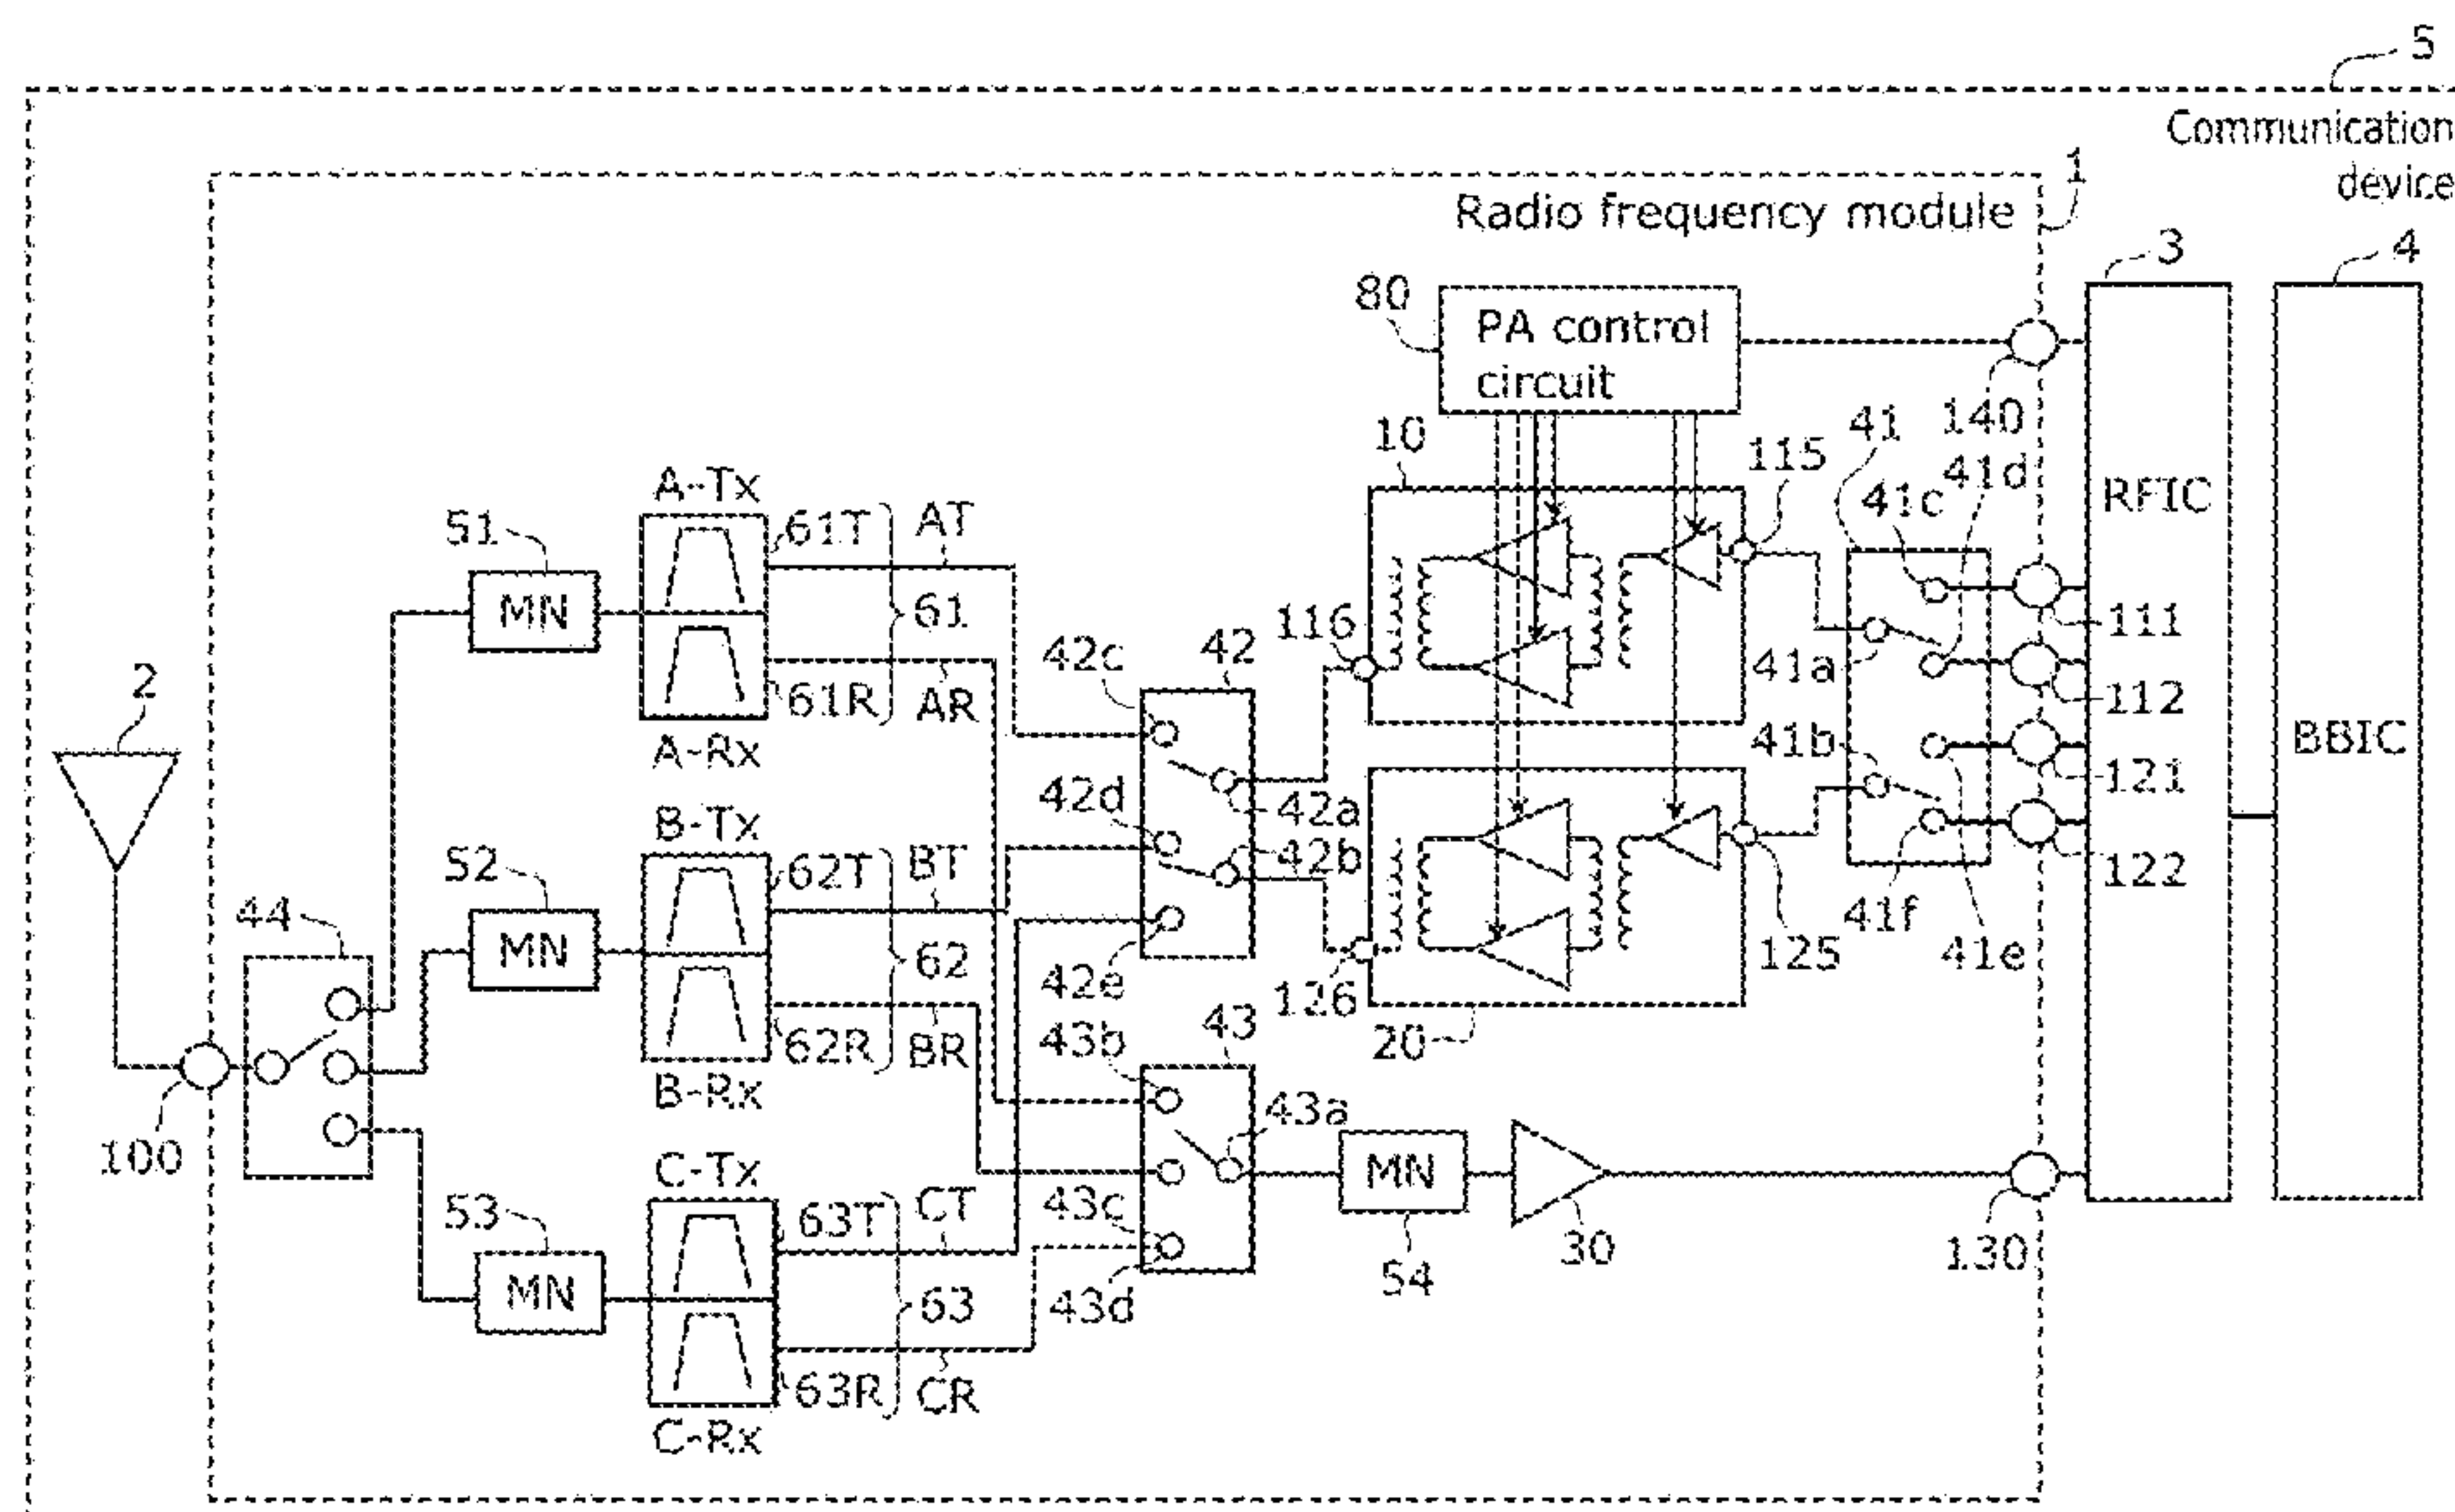 5
Communication
device
1
Radio frequency module
3
4
80
PA control
circuit
10
115
41
140
41c
41d
RFIC
A-Tx
61T
AT
51
MN
61
116
111
42c
42
41a
61R
AR
112
A-Rx
2
41b
121
BBIC
42d
42a
B-Tx
42b
62T
BT
122
52
44
MN
41f
62
42e
126
125
41e
43b
43
20
62R
BR
B-Rx
43a
100
C-Tx
MN
53
63T
CT
43c
54
30
130
MN
63
43d
63R
CR
C-Rx